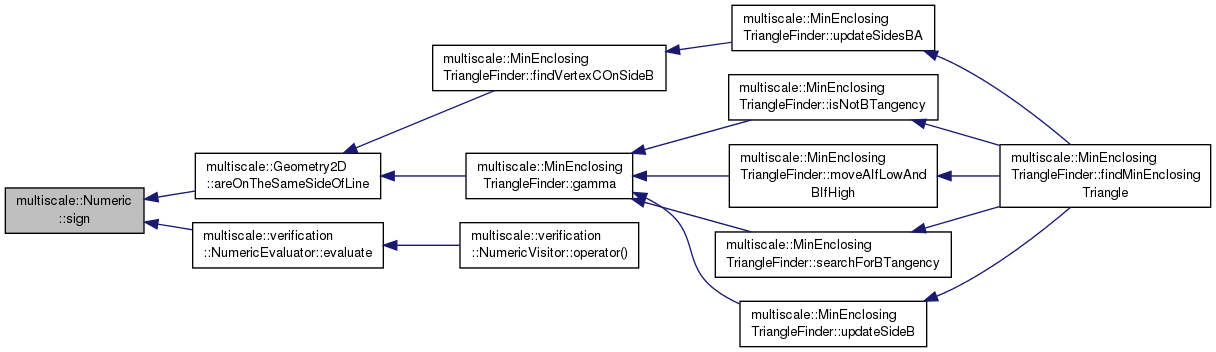 multiscale::Numeric
::sign
multiscale::Geometry2D
::areOnTheSameSideOfLine
multiscale::verification
::NumericEvaluator::evaluate
multiscale::MinEnclosing
TriangleFinder::findVertexCOnSideB
multiscale::MinEnclosing
TriangleFinder::gamma
multiscale::verification
::NumericVisitor::operator()
multiscale::MinEnclosing
TriangleFinder::updateSidesBA
multiscale::MinEnclosing
TriangleFinder::isNotBTangency
multiscale::MinEnclosing
TriangleFinder::moveAIfLowAnd
BIfHigh
multiscale::MinEnclosing
TriangleFinder::searchForBTangency
multiscale::MinEnclosing
TriangleFinder::updateSideB
multiscale::MinEnclosing
TriangleFinder::findMinEnclosing
Triangle